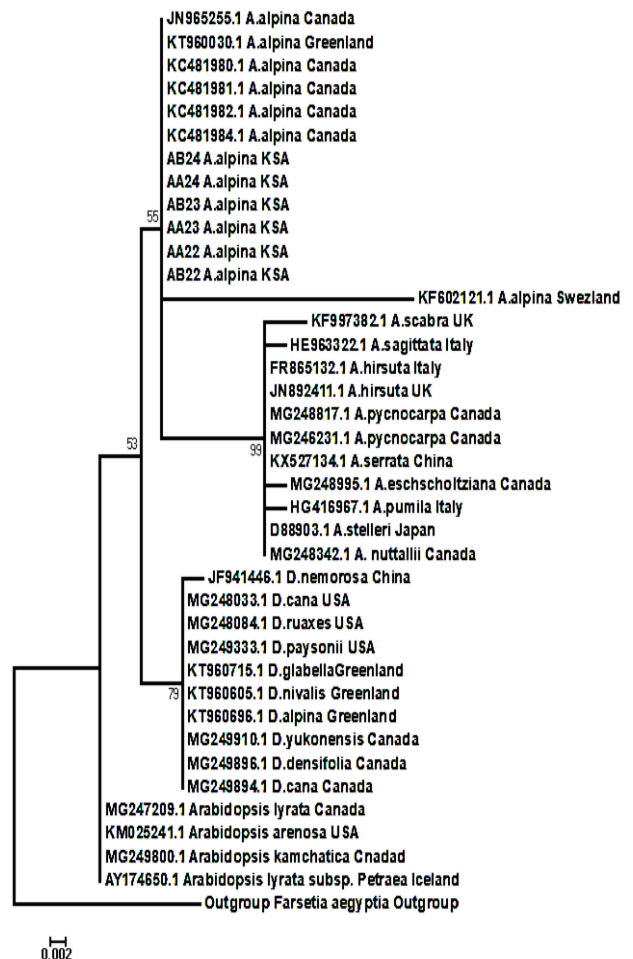 JN965255.1 A.alpina Canada
KT960030.1 A.alpina Greenland
KC481980.1 A.alpina Canada
KC481981.1 A.alpina Canada
KC481982.1 A.alpina Canada
KC481984.1 A.alpina Canada
AB24 A.alpina KSA
AA24 A.alpina KSA
AB23 A.alpina KSA
55
AA23 A.alpina KSA
AA22 A.alpina KSA
AB22 A.alpina KSA
KF602121.1 A.alpina Swezland
KF997382.1 A.scabra UK
HE963322.1 A.sagittata Italy
FR865132.1 A.hirsuta Italy
JN892411.1 A.hirsuta UK
MG248817.1 A.pycnocarpa Canada
53
MG246231.1 A.pycnocarpa Canada
99
KX527134.1 A.serrata China
MG248995.1 A.eschscholtziana Canada
HG416967.1 A.pumila Italy
D88903.1 A.stelleri Japan
MG248342.1 A. nuttallii Canada
JF941446.1 D.nemorosa China
MG248033.1 D.cana USA
MG248084.1 D.ruaxes USA
MG249333.1 D.paysonii USA
KT960715.1 D.glabellaGreenland
79
KT960605.1 D.nivalis Greenland
KT960696.1 D.alpina Greenland
MG249910.1 D.yukonensis Canada
MG249896.1 D.densifolia Canada
MG249894.1 D.cana Canada
MG247209.1 Arabidopsis lyrata Canada
KM025241.1 Arabidopsis arenosa USA
MG249800.1 Arabidopsis kamchatica Cnadad
AY174650.1 Arabidopsis lyrata subsp. Petraea Iceland
Outgroup Farsetia aegyptia Outgroup
0.002